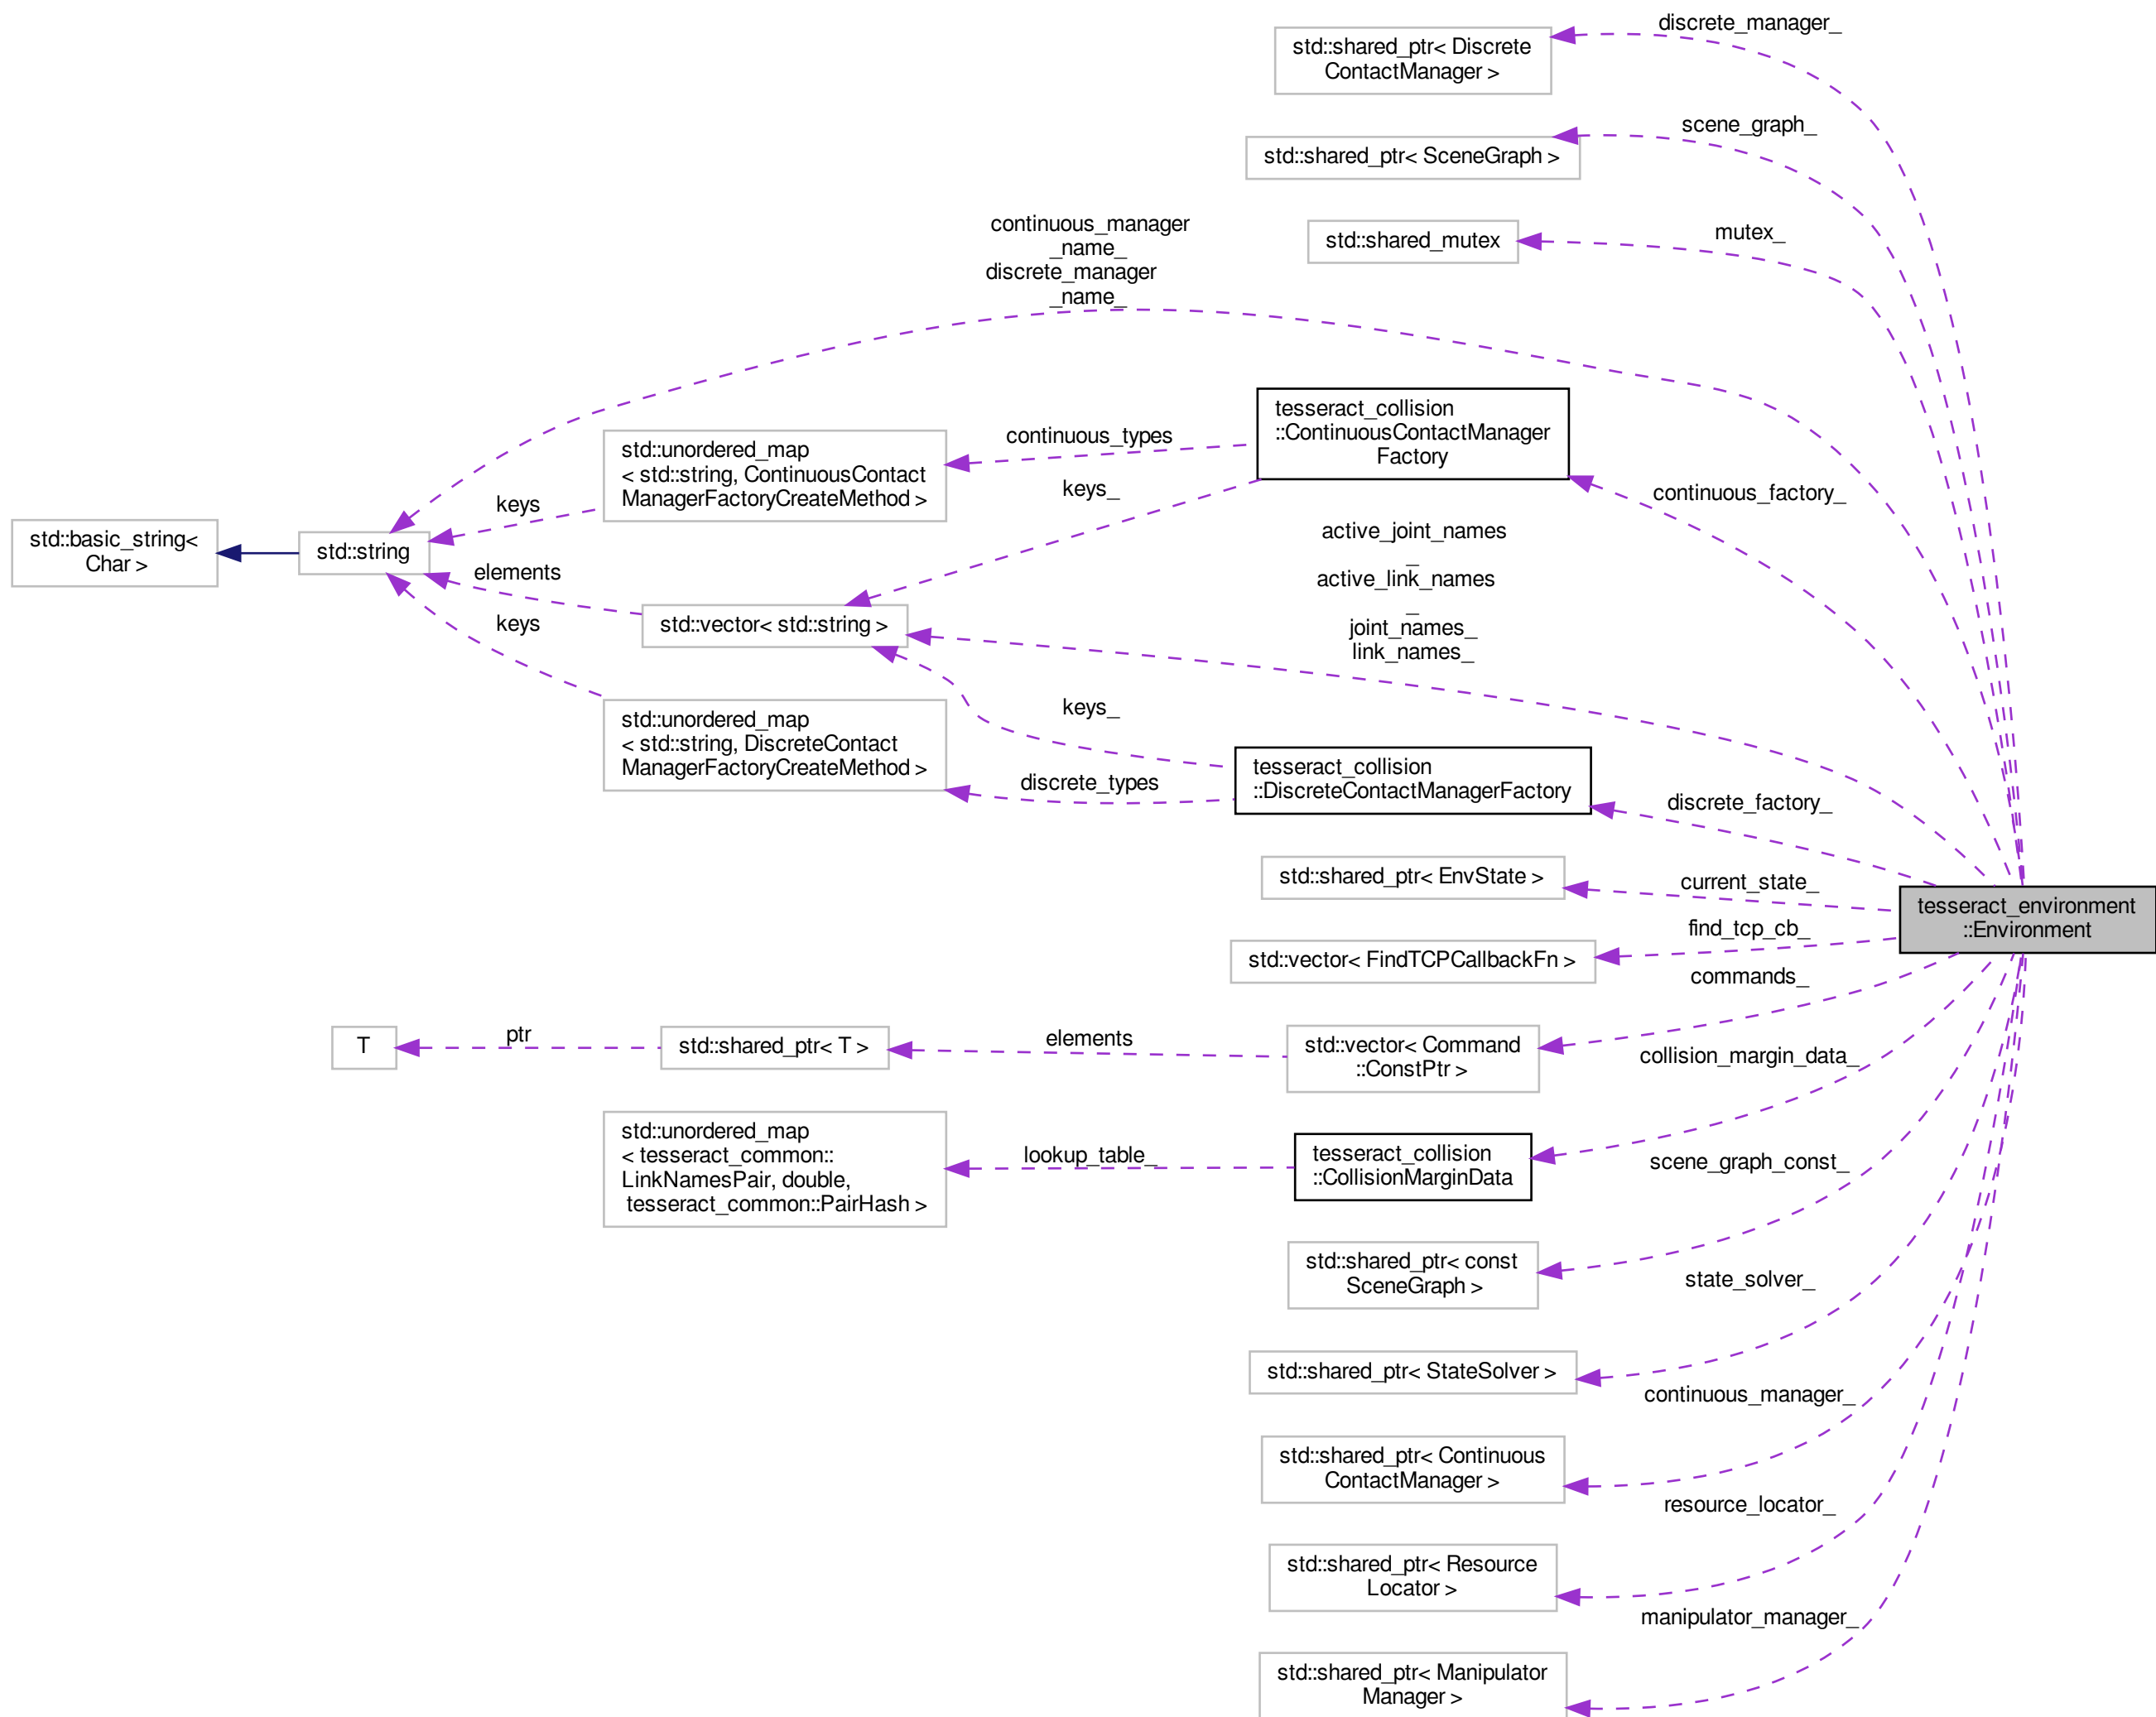 discrete_manager_
std::shared_ptr< Discrete
ContactManager >
scene_graph_
std::shared_ptr< SceneGraph >
mutex_
std::shared_mutex
continuous_manager
_name_
discrete_manager
_name_
tesseract_collision
::ContinuousContactManager
Factory
continuous_types
std::unordered_map
< std::string, ContinuousContact
ManagerFactoryCreateMethod >
keys_
continuous_factory_
keys
std::basic_string<
Char >
std::string
active_joint_names
_
active_link_names
_
joint_names_
link_names_
elements
std::vector< std::string >
keys
keys_
std::unordered_map
< std::string, DiscreteContact
ManagerFactoryCreateMethod >
discrete_types
tesseract_collision
::DiscreteContactManagerFactory
discrete_factory_
std::shared_ptr< EnvState >
current_state_
tesseract_environment
::Environment
find_tcp_cb_
std::vector< FindTCPCallbackFn >
commands_
T
ptr
std::shared_ptr< T >
elements
std::vector< Command
::ConstPtr >
collision_margin_data_
std::unordered_map
< tesseract_common::
LinkNamesPair, double,
tesseract_common::PairHash >
lookup_table_
tesseract_collision
::CollisionMarginData
scene_graph_const_
std::shared_ptr< const
SceneGraph >
state_solver_
std::shared_ptr< StateSolver >
continuous_manager_
std::shared_ptr< Continuous
ContactManager >
resource_locator_
std::shared_ptr< Resource
Locator >
manipulator_manager_
std::shared_ptr< Manipulator
Manager >